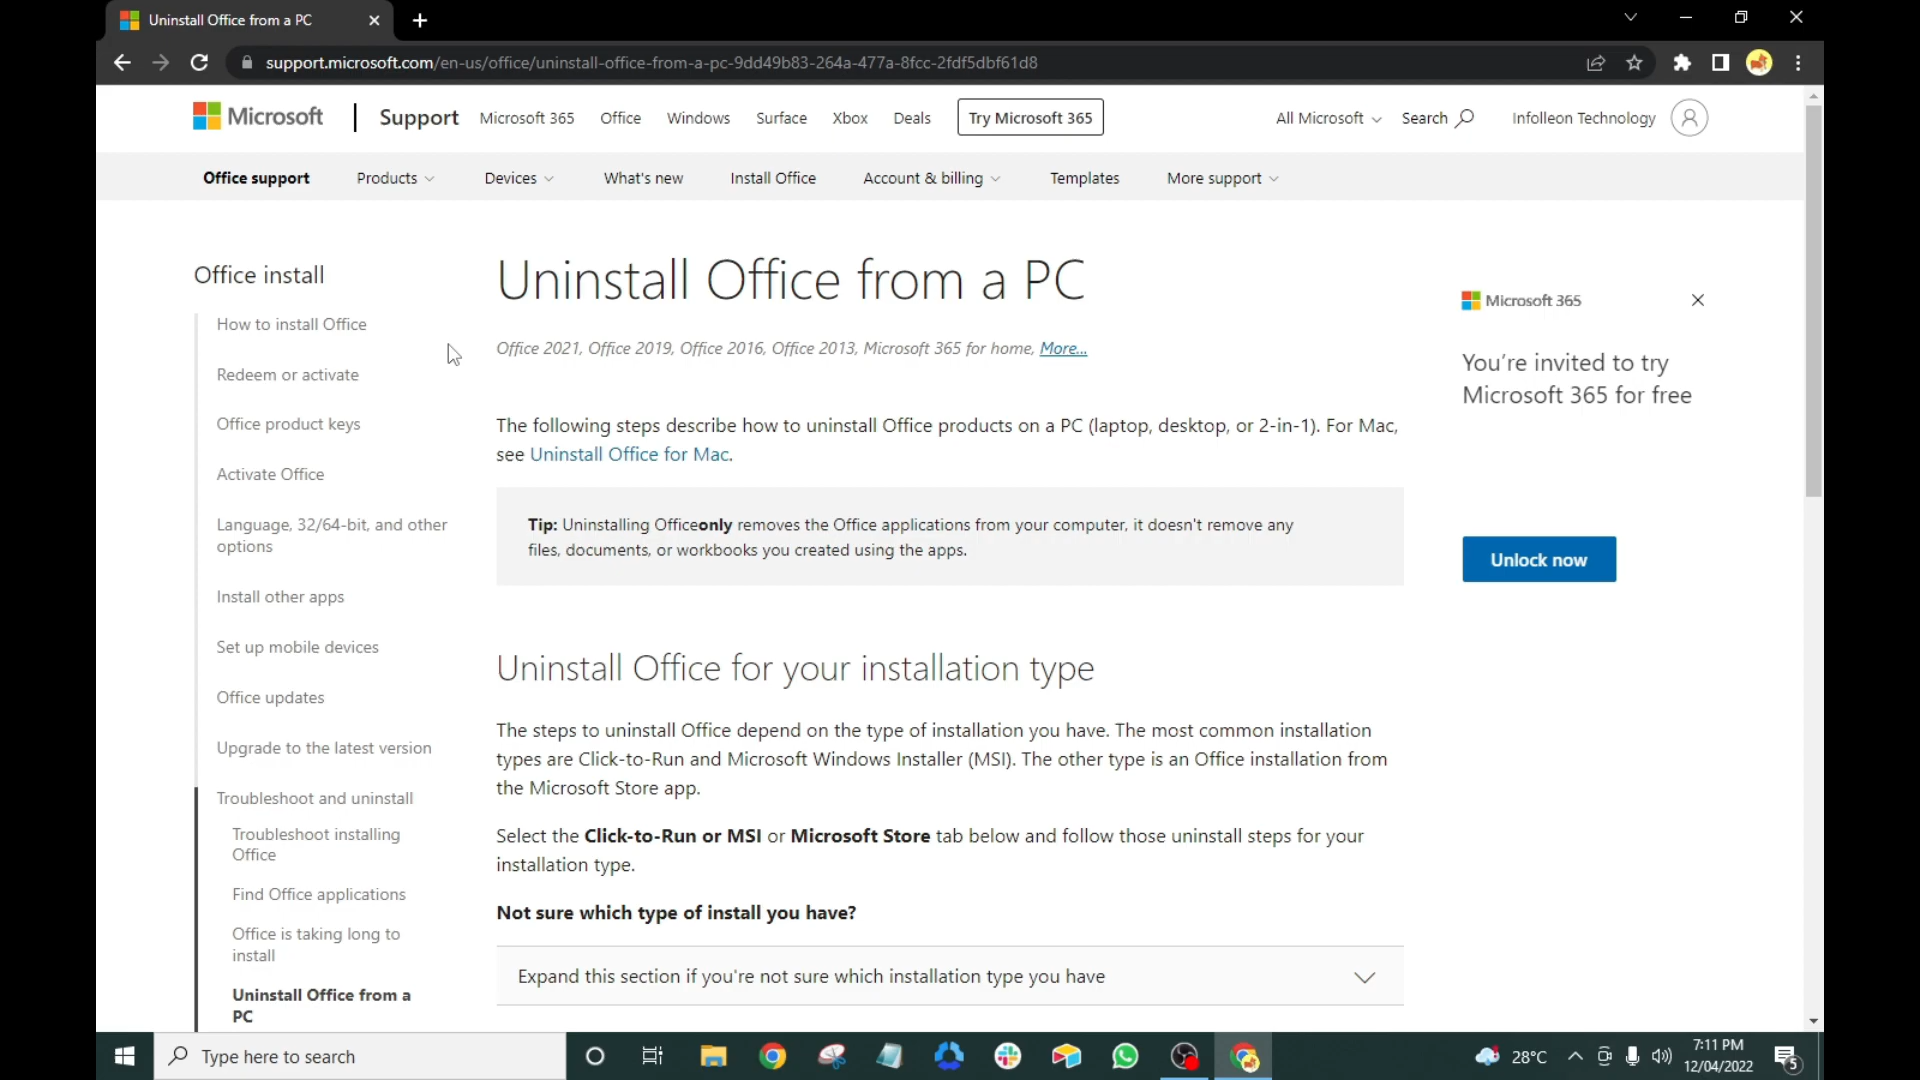 Uninstall Office from a PC
support.microsoft.com/en-us/office/uninstall-office-from-a-pc-9dd49b83-264a-477a-8fcc-2fdf5dbf61d8
Microsoft Support Microsoft 365 Office Windows Surface Xbox Deals Try Microsoft 365 All Microsoft Search Infolleon Technology
Office support Products Devices What's new Install Office Account & billing Templates More support
Office install
How to install Office
Redeem or activate
Office product keys
Activate Office
Language, 32/64-bit, and other
options
Install other apps
Set up mobile devices
Office updates
Upgrade to the latest version
Troubleshoot and uninstall
Troubleshoot installing
Office
Find Office applications
Office is taking long to
install
Uninstall Office from a
PC
Uninstall Office from a PC
Office 2021, Office 2019, Office 2016, Office 2013, Microsoft 365 for home, More...
The following steps describe how to uninstall Office products on a PC (laptop, desktop, or 2-in-1). For Mac,
see Uninstall Office for Mac.
Tip: Uninstalling Officeonly removes the Office applications from your computer, it doesn't remove any
files, documents, or workbooks you created using the apps.
Uninstall Office for your installation type
The steps to uninstall Office depend on the type of installation you have. The most common installation
types are Click-to-Run and Microsoft Windows Installer (MSI). The other type is an Office installation from
the Microsoft Store app.
Select the Click-to-Run or MSI or Microsoft Store tab below and follow those uninstall steps for your
installation type.
Not sure which type of install you have?
Expand this section if you're not sure which installation type you have
Microsoft 365
You're invited to try
Microsoft 365 for free
Unlock now
Type here to search
28°C
7:11 PM
12/04/2022
5